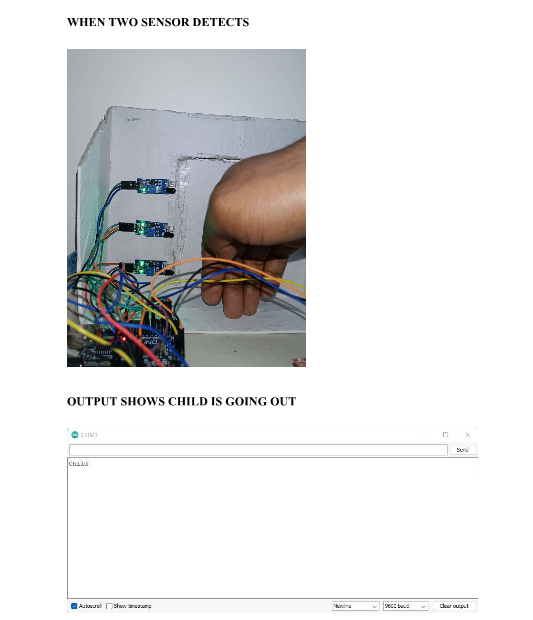 WHEN TWO SENSOR DETECTS
OUTPUT SHOWS CHILD IS GOING OUT
COM3
Send
Child
Autoscroll
Show timestamp
Newline
9600 baud
Clear output